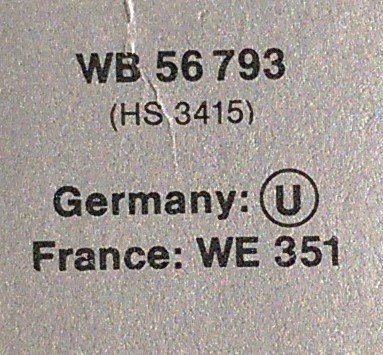 WB 56 793
(HS 3415)
Germany: Ⓤ
France: WE 351